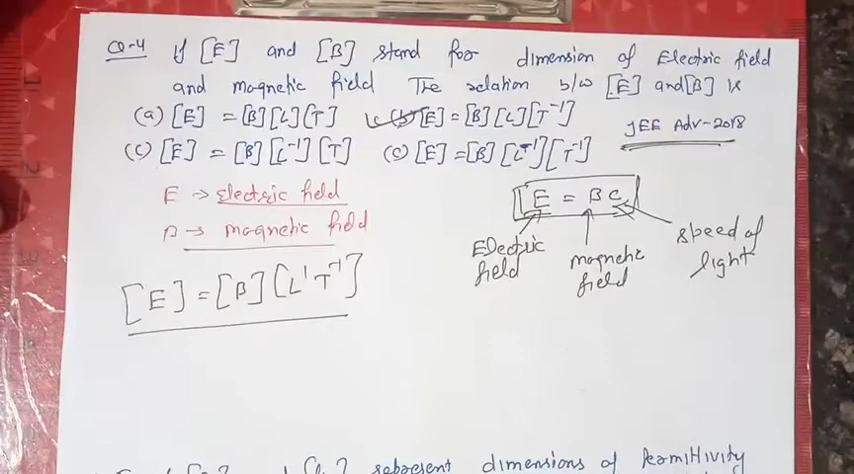 Q-4 If [E] and [B] stand for dimension of Electric field
and magnetic field The relation b/w [E] and [B] is
(a) [E] = [B][L][T] (b) [E] = [B][L][T⁻¹]
JEE Adv-2018
(c) [E] = [B][L⁻¹][T] (d) [E] = [B][L⁻¹][T⁻¹]
E → electric field
B → magnetic field
E = BC
Electric field
magnetic field
speed of light
[E] = [B][L¹T⁻¹]
represent dimensions of Permitivity